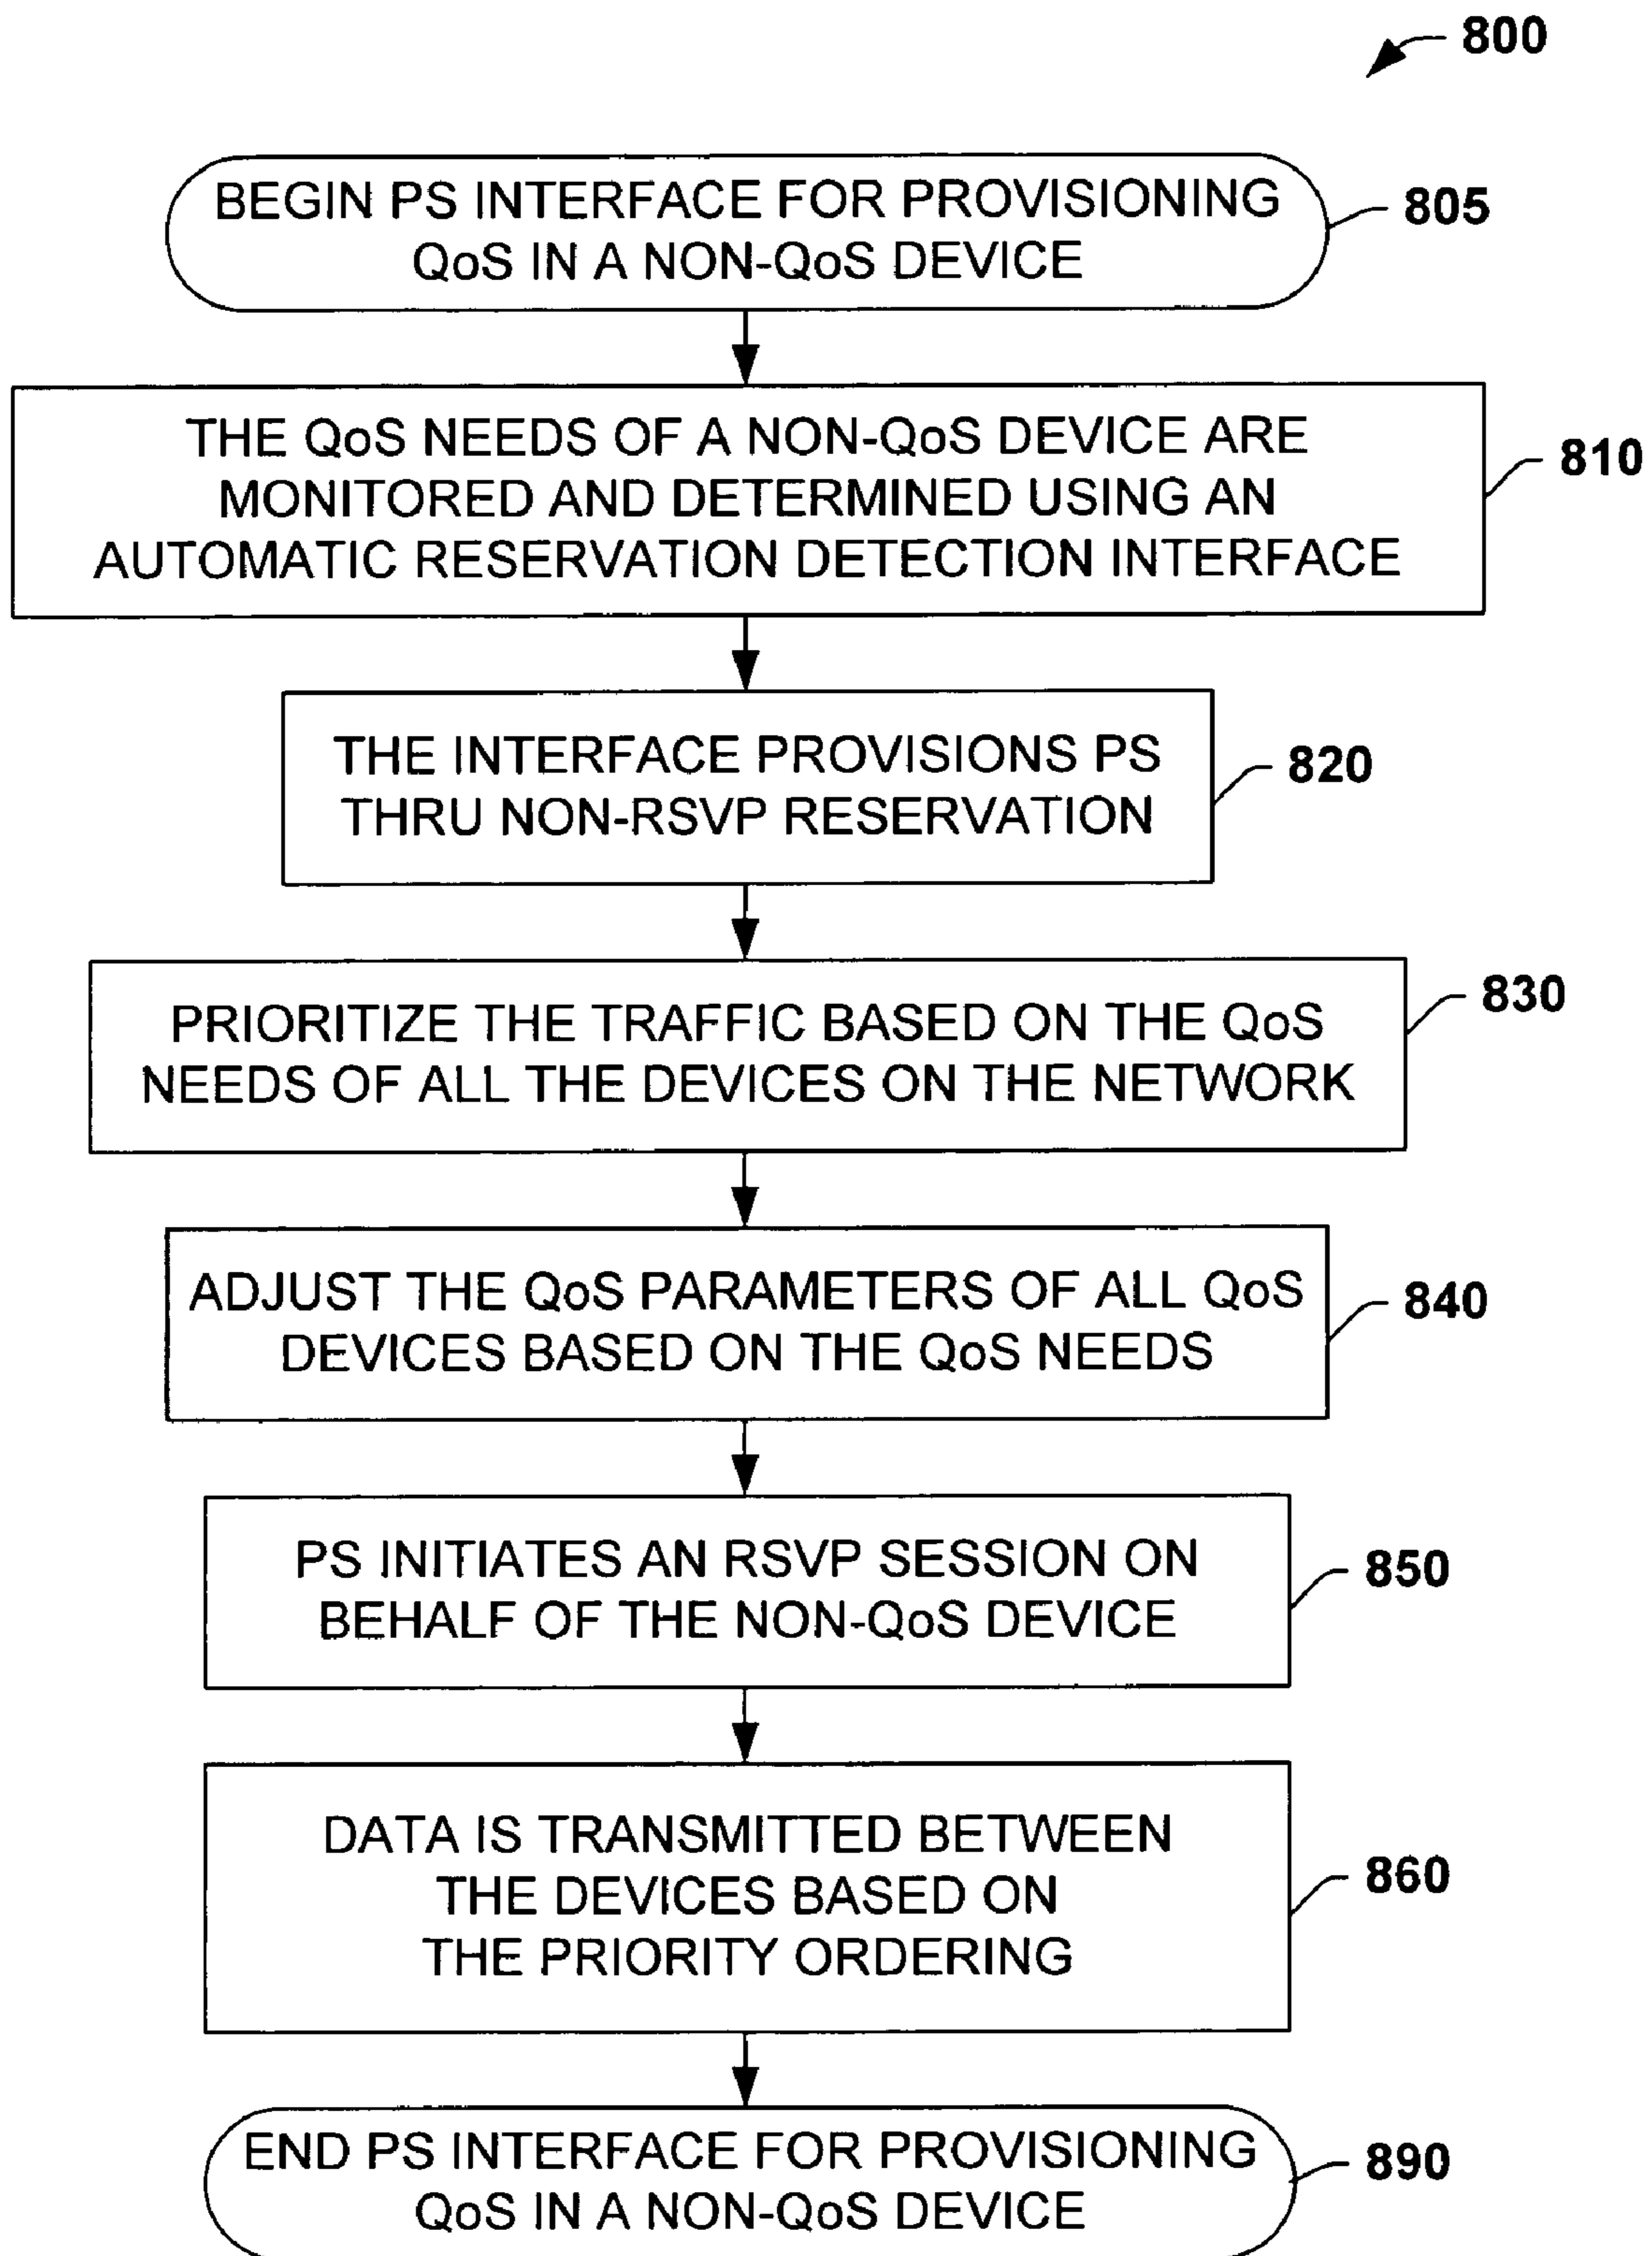 800
BEGIN PS INTERFACE FOR PROVISIONING
QoS IN A NON-QoS DEVICE
805
THE QoS NEEDS OF A NON-QoS DEVICE ARE
MONITORED AND DETERMINED USING AN
AUTOMATIC RESERVATION DETECTION INTERFACE
810
THE INTERFACE PROVISIONS PS
THRU NON-RSVP RESERVATION
820
PRIORITIZE THE TRAFFIC BASED ON THE QoS
NEEDS OF ALL THE DEVICES ON THE NETWORK
830
ADJUST THE QoS PARAMETERS OF ALL QoS
DEVICES BASED ON THE QoS NEEDS
840
PS INITIATES AN RSVP SESSION ON
BEHALF OF THE NON-QoS DEVICE
850
DATA IS TRANSMITTED BETWEEN
THE DEVICES BASED ON
THE PRIORITY ORDERING
860
END PS INTERFACE FOR PROVISIONING
QoS IN A NON-QoS DEVICE
890